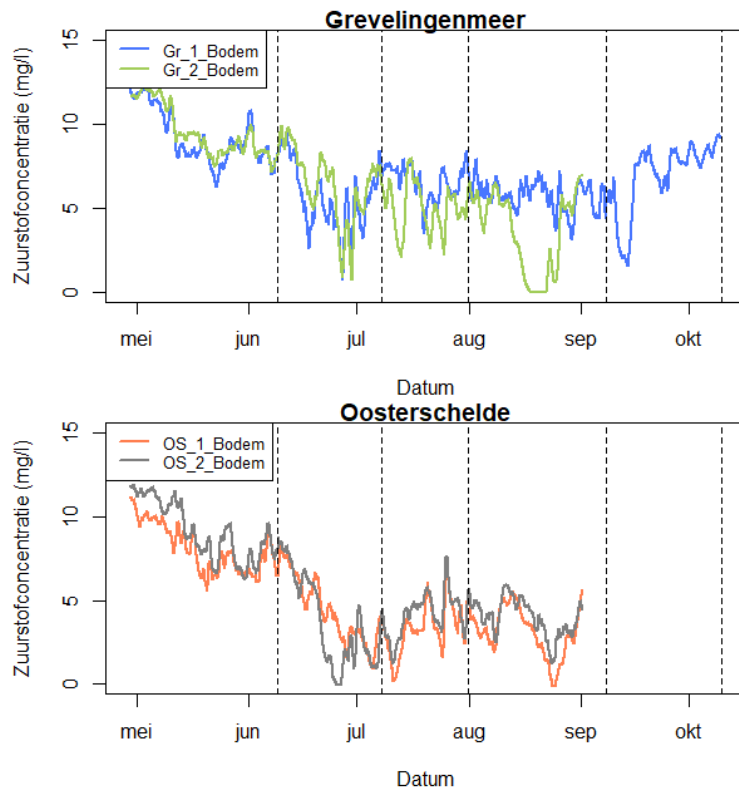 Grevelingenmeer
Zuurstofconcentratie (mg/l)
15
10
5
0
Gr_1_Bodem
Gr_2_Bodem
mei jun jul aug sep okt
Datum
Oosterschelde
Zuurstofconcentratie (mg/l)
15
10
5
0
OS_1_Bodem
OS_2_Bodem
mei jun jul aug sep okt
Datum